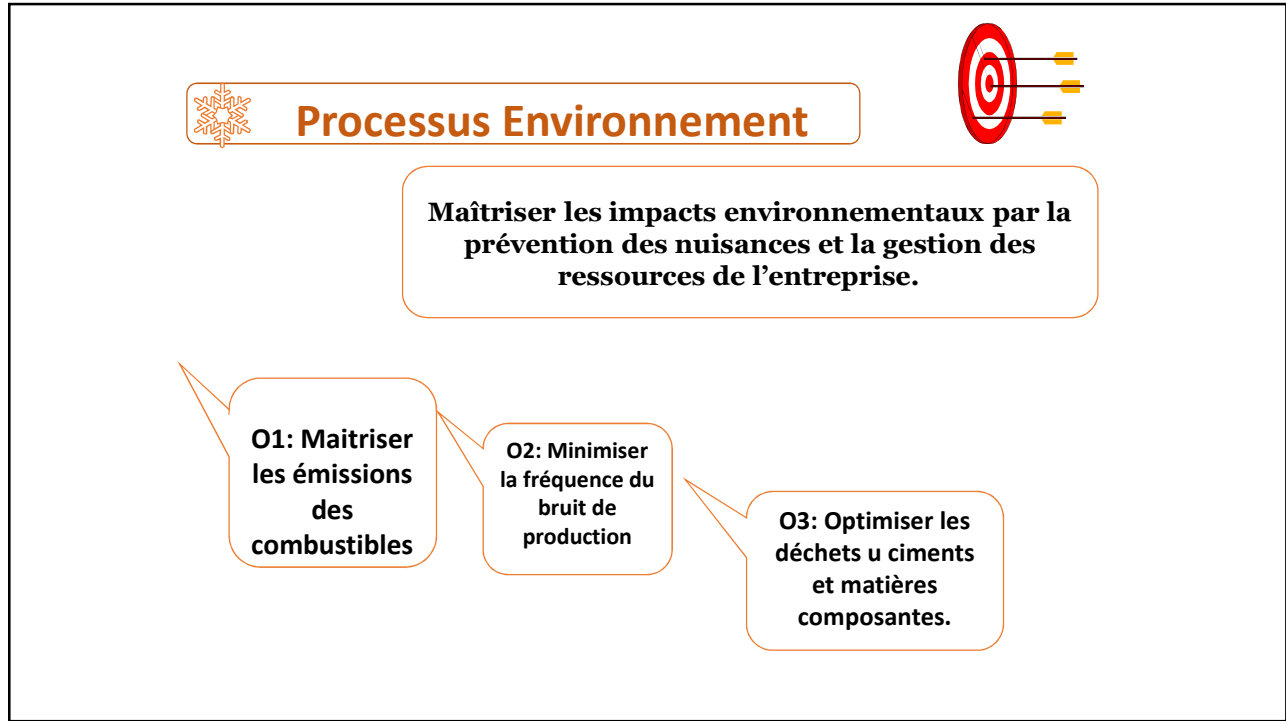 Processus Environnement
Maîtriser les impacts environnementaux par la
prévention des nuisances et la gestion des
ressources de l’entreprise.
O1: Maitriser
les émissions
des
combustibles
O2: Minimiser
la fréquence du
bruit de
production
O3: Optimiser les
déchets u ciments
et matières
composantes.